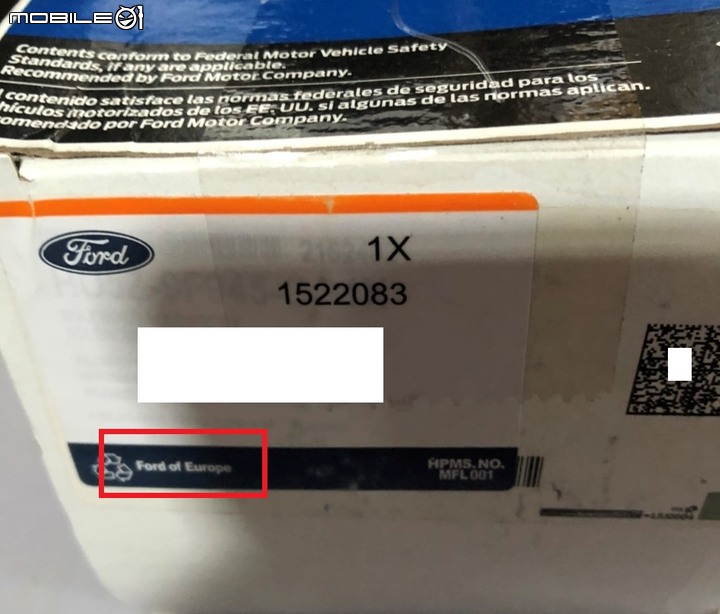 MOBILE01
Contents conform to Federal Motor Vehicle Safety
Standards, if any are applicable.
Recommended by Ford Motor Company.
contenido satisface las normas federales de seguridad para los
hículos motorizados de los EE. UU. si algunas de las normas aplican.
comendado por Ford Motor Company.
Ford
1X
1522083
Ford of Europe
HPMS. NO.
MFL 001